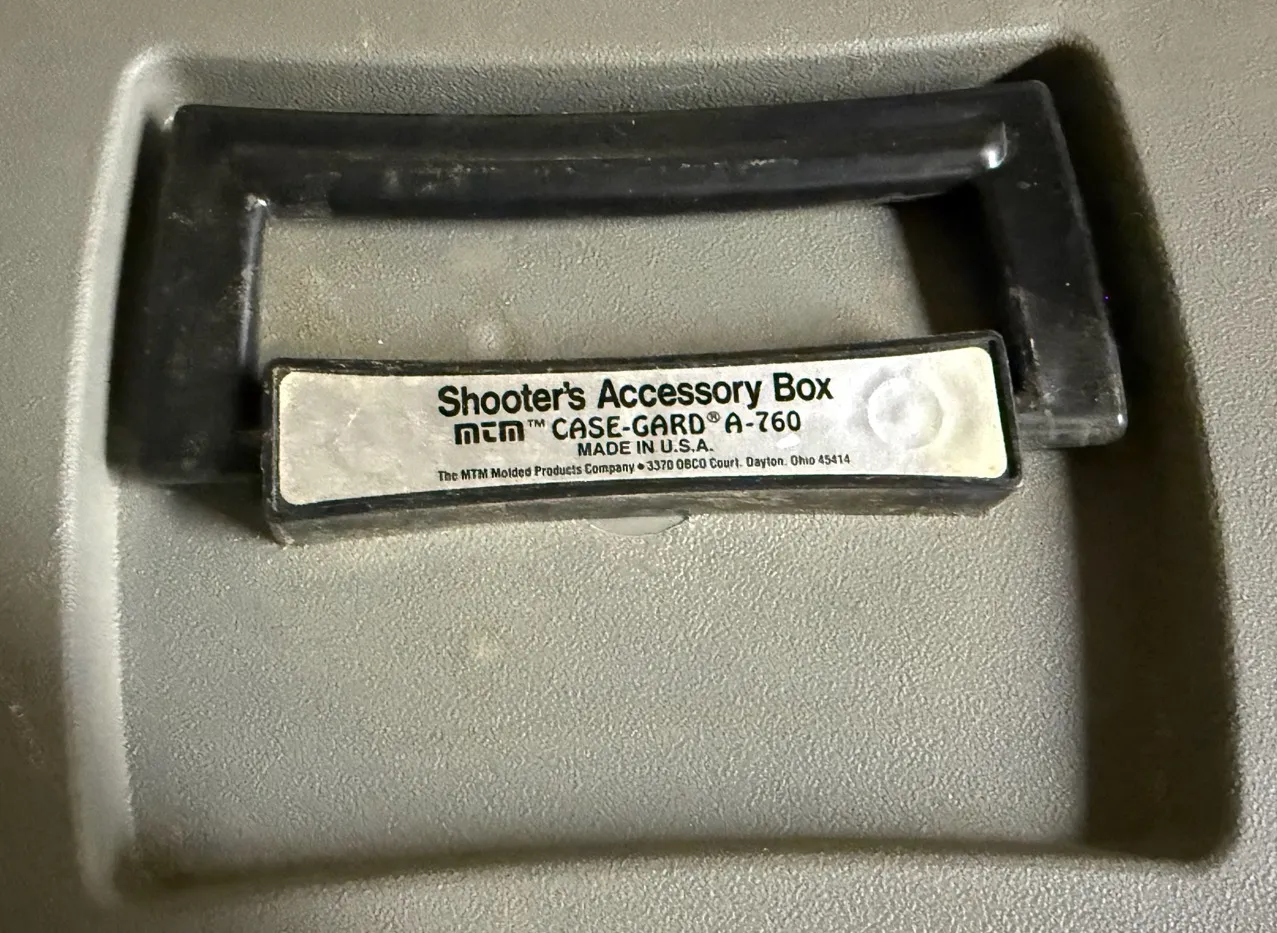 Shooter's Accessory Box
mtm™ CASE-GARD® A-760
MADE IN U.S.A.
The MTM Molded Products Company • 3370 OBCO Court, Dayton, Ohio 45414